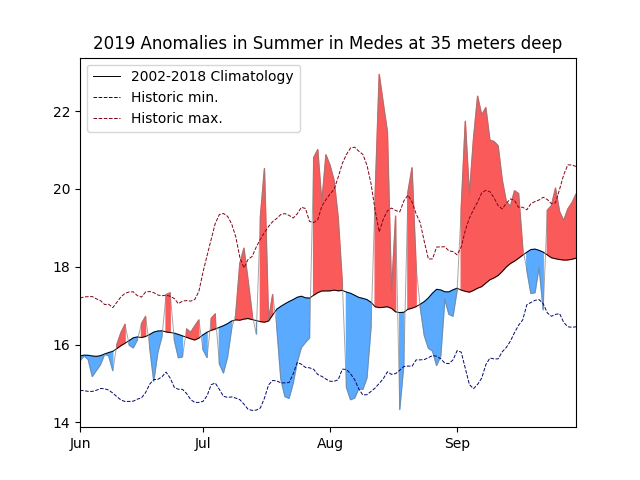 2019 Anomalies in Summer in Medes at 35 meters deep
2002-2018 Climatology
Historic min.
Historic max.
22
20
18
16
14
Jun Jul Aug Sep